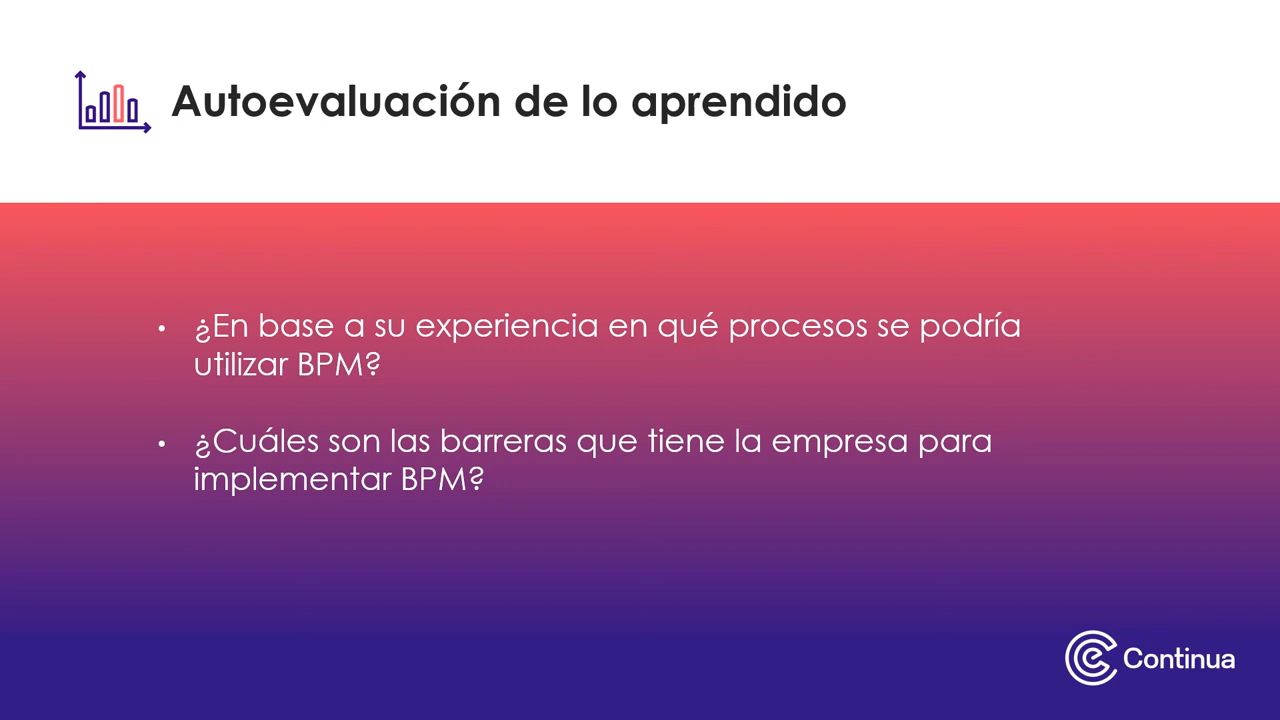 Autoevaluación de lo aprendido
• ¿En base a su experiencia en qué procesos se podría
utilizar BPM?
• ¿Cuáles son las barreras que tiene la empresa para
implementar BPM?
Continua